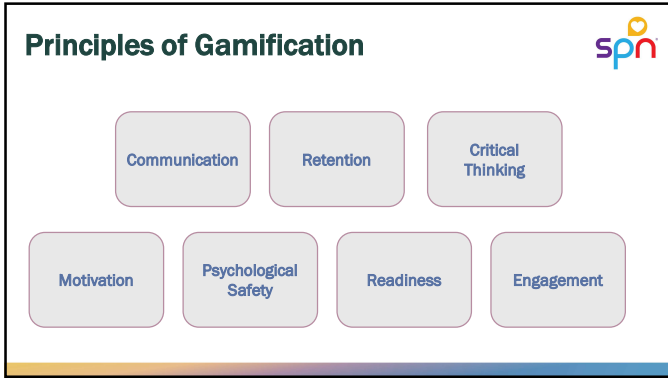 Principles of Gamification
spn
Communication
Retention
Critical
Thinking
Motivation
Psychological
Safety
Readiness
Engagement